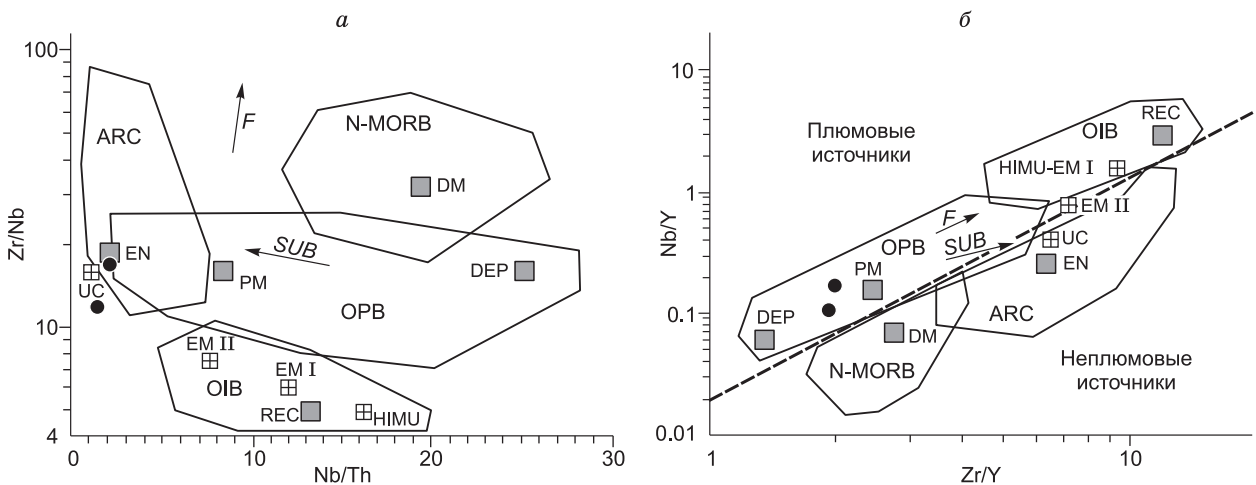 а
100
ARC
F
N-MORB
DM
Zr/Nb
EN
SUB
PM
DEP
UC
OPB
10
EM II
EM I
OIB
REC
HIMU
4
0
10
20
30
Nb/Th
б
10
Плюмовые
источники
OIB
REC
HIMU-EM I
1
EM II
F
Nb/Y
OPB
SUB
UC
PM
EN
0.1
DEP
DM
ARC
N-MORB
Неплюмовые
источники
0.01
1
10
Zr/Y